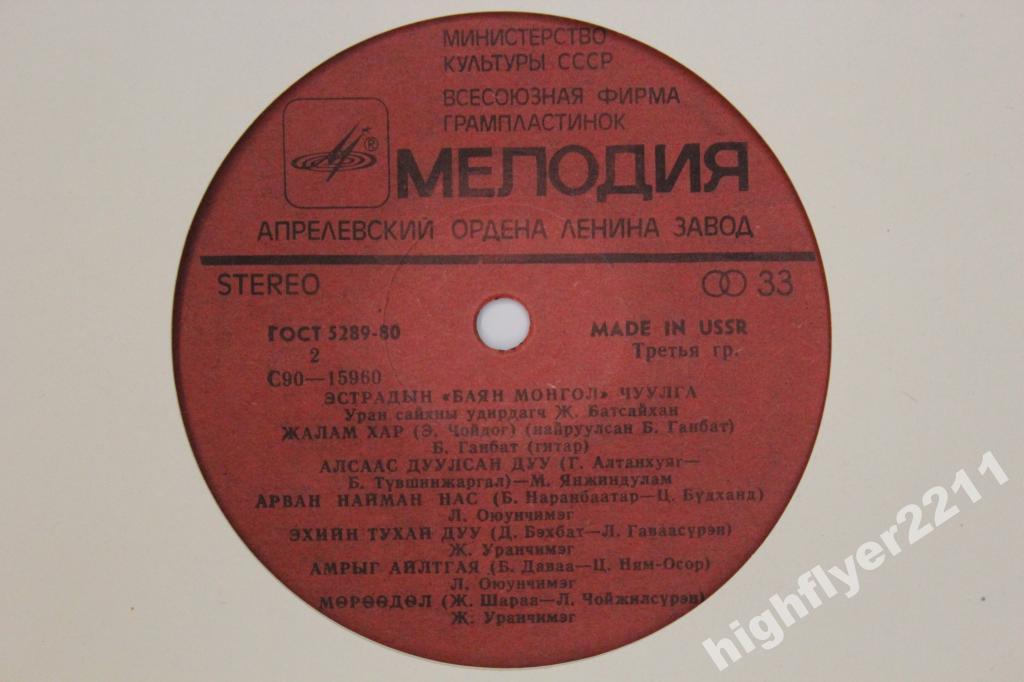 МИНИСТЕРСТВО
КУЛЬТУРЫ СССР
ВСЕСОЮЗНАЯ ФИРМА
ГРАМПЛАСТИНОК
®
МЕЛОДИЯ
АПРЕЛЕВСКИЙ ОРДЕНА ЛЕНИНА ЗАВОД
STEREO 33
ГОСТ 5289-80 MADE IN USSR
2 Третья гр.
С90—15960
ЭСТРАДЫН «БАЯН МОНГОЛ» ЧУУЛГА
Уран сайхны удирдагч Ж. Батсайхан
ЖАЛАМ ХАР (Э. Чойдог) (найруулсан Б. Ганбат)
Б. Ганбат (гитар)
АЛСААС ДУУЛСАН ДУУ (Г. Алтанхуяг—
Б. Түвшинжаргал)—М. Янжиндулам
АРВАН НАЙМАН НАС (Б. Наранбаатар—Ц. Бүдханд)
Л. Оюунчимэг
ЭХИЙН ТУХАЙ ДУУ (Д. Бэхбат—Л. Гаваасүрэн)
Ж. Уранчимэг
АМРЫГ АЙЛТГАЯ (Б. Даваа—Ц. Ням-Осор)
Л. Оюунчимэг
МӨРӨӨДӨЛ (Ж. Шараа—Л. Чойжилсүрэн)
Ж. Уранчимэг
highflyer2211